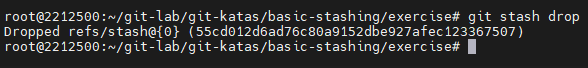 root@2212500:~/git-lab/git-katas/basic-stashing/exercise# git stash drop
Dropped refs/stash@{0} (55cd012d6ad76c80a9152dbe927afec123367507)
root@2212500:~/git-lab/git-katas/basic-stashing/exercise#